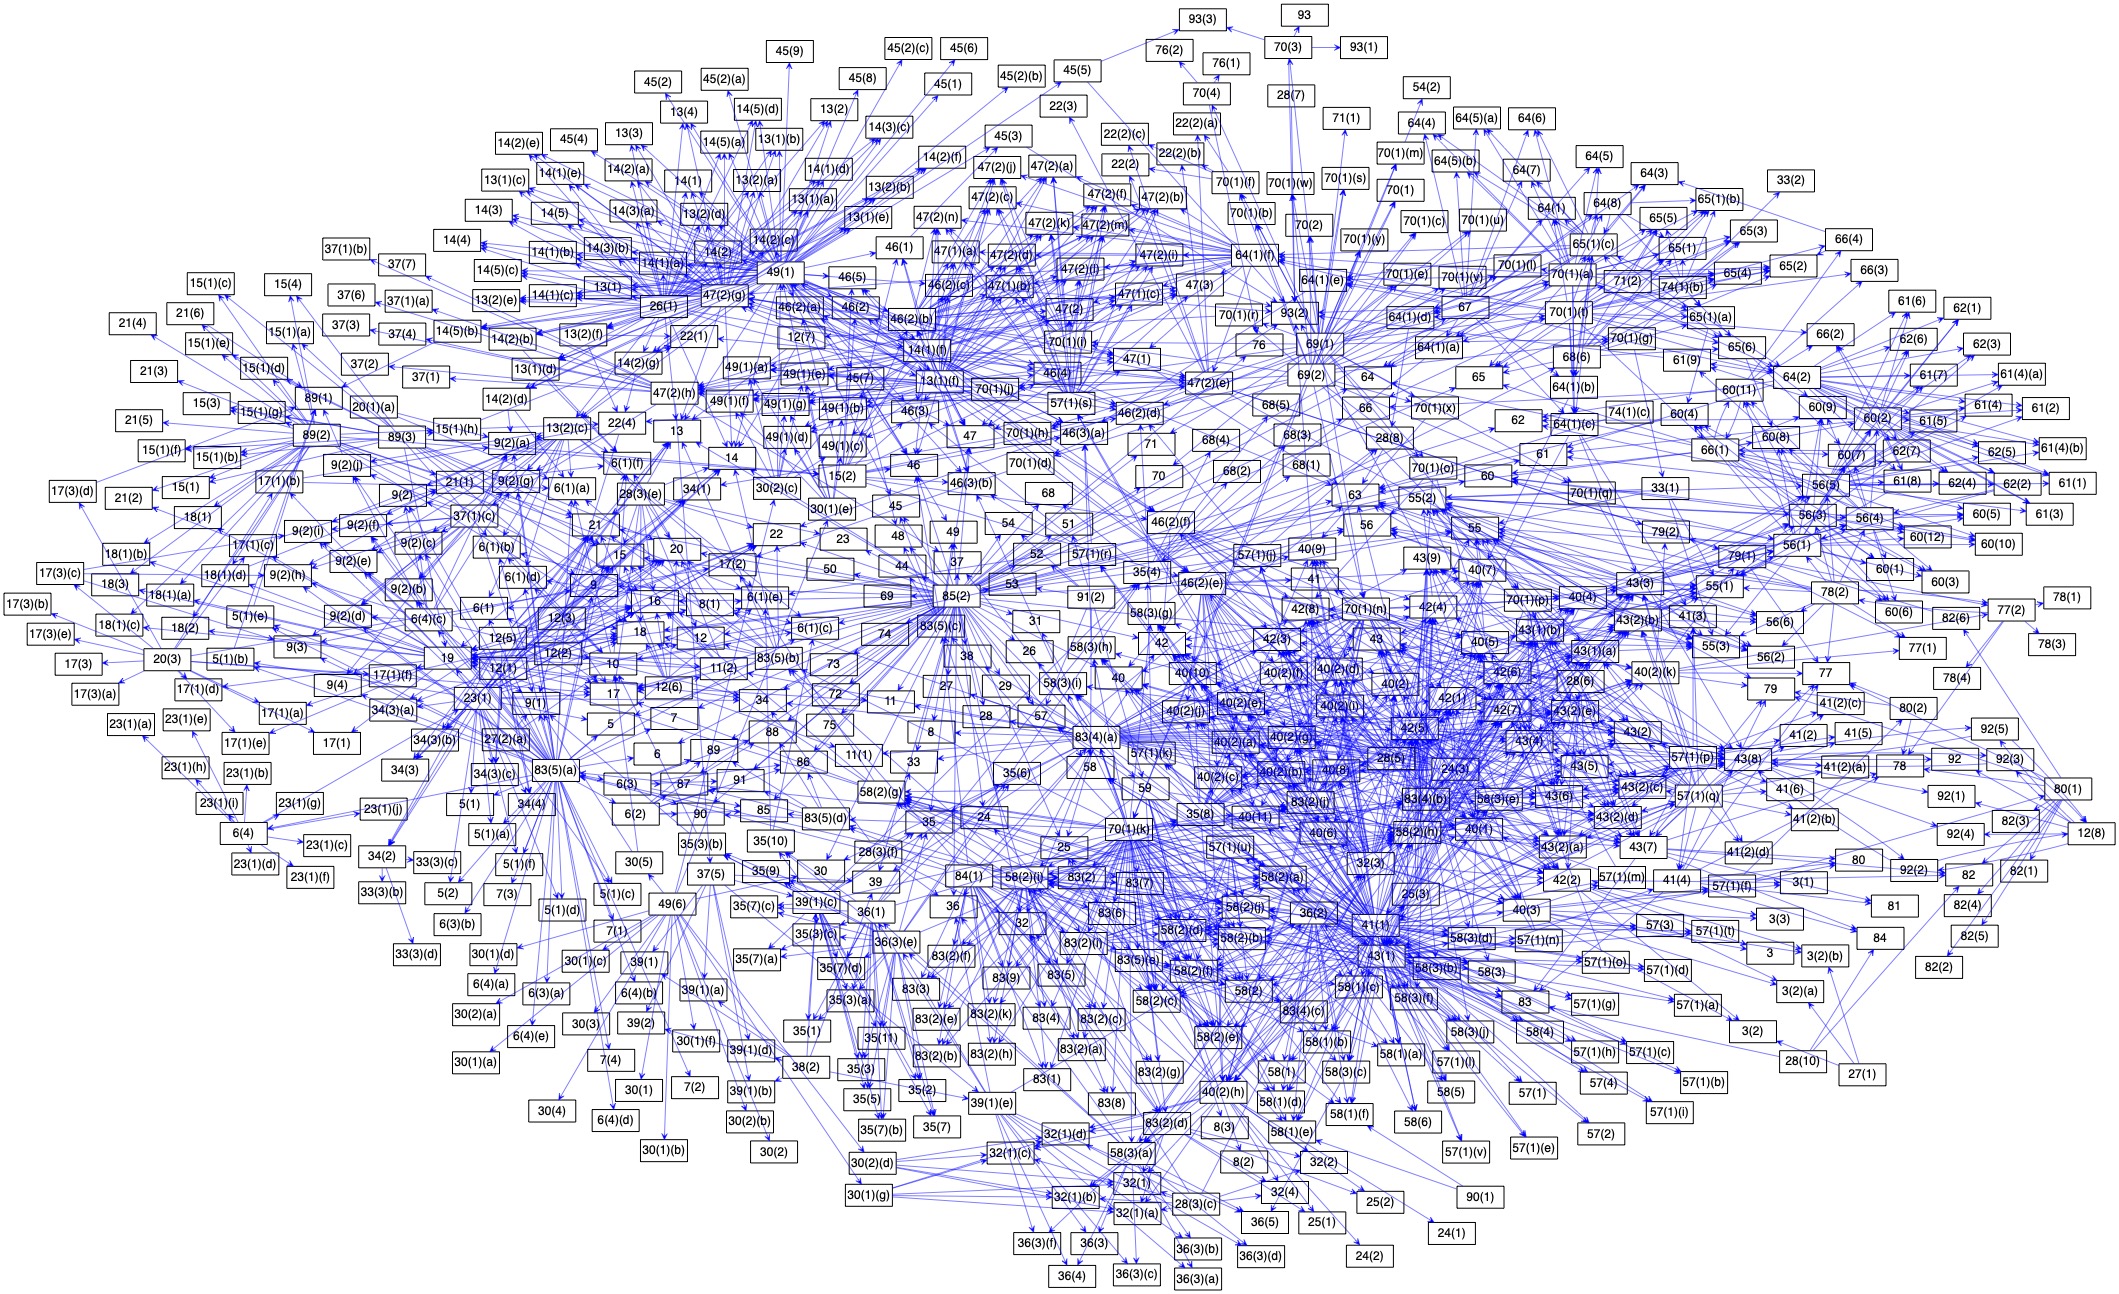 93(3)
93
70(3)
93(1)
45(9)
45(2)(c)
45(6)
76(2)
76(1)
45(5)
45(2)
45(2)(a)
45(8)
45(1)
45(2)(b)
70(4)
28(7)
54(2)
13(4)
14(5)(d)
13(2)
22(3)
22(2)(a)
71(1)
64(4)
64(5)(a)
64(6)
14(2)(e)
45(4)
13(3)
14(5)(a)
13(1)(b)
14(3)(c)
45(3)
22(2)(c)
22(2)(b)
70(1)(m)
64(5)(b)
64(5)
13(1)(c)
14(1)(e)
14(2)(a)
14(1)
13(2)(a)
14(1)(d)
14(2)(f)
47(2)(j)
47(2)(a)
22(2)
70(1)(f)
70(1)(w)
70(1)(s)
70(1)
64(7)
64(3)
33(2)
14(3)
14(5)
14(3)(a)
13(2)(d)
13(1)(a)
13(2)(b)
13(1)(e)
47(2)(n)
47(2)(c)
47(2)(f)
47(2)(b)
70(1)(b)
70(2)
70(1)(c)
70(1)(u)
64(1)
64(8)
65(5)
65(1)(b)
65(3)
66(4)
37(1)(b)
14(4)
14(1)(b)
14(3)(b)
14(1)(a)
14(2)
14(2)(c)
46(1)
47(1)(a)
47(2)(k)
47(2)(m)
47(2)(d)
47(2)(i)
64(1)(f)
70(1)(y)
65(1)(c)
65(1)
37(7)
14(5)(c)
49(1)
46(5)
47(2)(l)
64(1)(e)
70(1)(e)
70(1)(v)
70(1)(l)
70(1)(a)
71(2)
65(4)
65(2)
66(3)
15(1)(c)
15(4)
37(6)
37(1)(a)
13(2)(e)
14(1)(c)
13(1)
26(1)
47(2)(g)
46(2)(a)
46(2)
46(2)(c)
47(1)(b)
47(1)(c)
47(3)
74(1)(b)
61(6)
62(1)
21(4)
21(6)
37(3)
37(4)
14(5)(b)
14(2)(b)
13(2)(f)
22(1)
12(7)
46(2)(b)
47(2)
70(1)(r)
93(2)
64(1)(d)
67
70(1)(t)
65(1)(a)
66(2)
15(1)(e)
15(1)(a)
37(2)
14(2)(g)
14(1)(f)
70(1)(i)
47(1)
76
69(1)
64(1)(a)
68(6)
70(1)(g)
65(6)
62(6)
62(3)
21(3)
15(1)(d)
37(1)
13(1)(d)
47(2)(h)
49(1)(a)
49(1)(e)
45(7)
13(1)(f)
70(1)(j)
46(4)
47(2)(e)
69(2)
64
65
64(1)(b)
61(9)
64(2)
61(7)
61(4)(a)
15(3)
15(1)(g)
89(1)
20(1)(a)
14(2)(d)
49(1)(f)
49(1)(g)
49(1)(b)
46(3)
57(1)(s)
46(2)(d)
68(5)
66
70(1)(x)
62
74(1)(c)
60(4)
60(11)
60(9)
60(2)
61(5)
61(4)
61(2)
21(5)
15(1)(f)
15(1)(b)
89(2)
89(3)
15(1)(h)
9(2)(a)
13(2)(c)
22(4)
13
49(1)(d)
49(1)(c)
47
70(1)(h)
46(3)(a)
71
68(4)
68(3)
28(8)
64(1)(c)
60(8)
66(1)
60(7)
62(7)
62(5)
61(4)(b)
17(3)(d)
21(2)
15(1)
17(1)(b)
9(2)(j)
21(1)
9(2)(g)
6(1)(f)
6(1)(a)
14
34(1)
30(2)(c)
15(2)
46
46(3)(b)
70(1)(d)
70
68(2)
68(1)
70(1)(o)
60
61
70(1)(q)
33(1)
56(5)
61(8)
62(4)
62(2)
61(1)
18(1)
9(2)
9(2)(i)
9(2)(f)
37(1)(c)
28(3)(e)
21
30(1)(e)
45
68
63
55(2)
56(3)
56(4)
60(5)
61(3)
18(1)(b)
17(1)(c)
9(2)(c)
6(1)(b)
15
20
22
23
48
49
54
51
46(2)(f)
56
55
79(2)
56(1)
60(12)
60(10)
17(3)(c)
18(3)
18(1)(d)
9(2)(h)
9(2)(e)
9(2)(b)
6(1)(d)
9
17(2)
50
44
37
52
57(1)(r)
35(4)
57(1)(j)
40(9)
43(9)
40(7)
79(1)
60(1)
60(3)
17(3)(b)
18(1)(a)
5(1)(e)
9(2)(d)
6(4)(c)
6(1)
16
8(1)
6(1)(e)
69
85(2)
53
91(2)
46(2)(e)
41
42(8)
70(1)(n)
42(4)
70(1)(p)
40(4)
43(3)
55(1)
78(2)
60(6)
77(2)
78(1)
17(3)(e)
18(1)(c)
18(2)
9(3)
12(5)
12(3)
18
12
6(1)(c)
74
83(5)(c)
31
58(3)(g)
42
42(3)
43
40(5)
43(1)(b)
43(2)(b)
41(3)
56(6)
82(6)
78(3)
17(3)
20(3)
5(1)(b)
17(1)(f)
19
12(1)
12(2)
10
11(2)
83(5)(b)
73
38
26
58(3)(h)
40(10)
40(2)(f)
40(2)(d)
42(6)
43(1)(a)
55(3)
56(2)
77(1)
17(3)(a)
17(1)(d)
9(4)
23(1)
9(1)
17
12(6)
34
72
11
27
29
58(3)(i)
40
40(2)
28(6)
40(2)(k)
79
77
78(4)
23(1)(a)
23(1)(e)
17(1)(a)
34(3)(a)
5
7
75
28
57
40(2)(j)
40(2)(e)
40(2)(i)
42(1)
42(7)
43(2)(e)
41(2)(c)
80(2)
17(1)(e)
17(1)
34(3)(b)
27(2)(a)
6
89
88
11(1)
8
83(4)(a)
57(1)(k)
40(2)(a)
40(2)(g)
42(5)
43(4)
43(2)
41(2)
41(5)
92(5)
23(1)(h)
23(1)(b)
34(3)
34(3)(c)
83(5)(a)
6(3)
87
91
86
33
58
35(6)
40(2)(c)
40(2)(b)
40(8)
28(5)
24(3)
43(5)
57(1)(p)
43(8)
41(2)(a)
78
92
92(3)
23(1)(i)
23(1)(g)
23(1)(j)
5(1)
34(4)
6(2)
90
85
83(5)(d)
58(2)(g)
59
35(8)
40(11)
83(2)(j)
83(4)(b)
58(3)(e)
43(6)
43(2)(c)
57(1)(q)
41(6)
92(1)
80(1)
6(4)
23(1)(c)
5(1)(a)
35(3)(b)
35(10)
35
24
70(1)(k)
57(1)(u)
40(6)
58(2)(h)
40(1)
43(2)(d)
43(2)(a)
43(7)
41(2)(b)
41(2)(d)
92(4)
82(3)
12(8)
23(1)(d)
23(1)(f)
34(2)
33(3)(c)
5(1)(f)
30(5)
37(5)
35(9)
30
28(3)(f)
25
32(3)
80
92(2)
82
82(1)
33(3)(b)
5(2)
7(3)
5(1)(c)
39
84(1)
58(2)(i)
83(2)
83(7)
58(2)(a)
25(3)
42(2)
57(1)(m)
41(4)
57(1)(f)
3(1)
81
82(4)
6(3)(b)
5(1)(d)
49(6)
35(7)(c)
39(1)(c)
36(1)
36
32
83(6)
58(2)(j)
36(2)
41(1)
40(3)
57(3)
57(1)(t)
3(3)
84
82(5)
33(3)(d)
30(1)(d)
7(1)
35(3)(c)
36(3)(e)
83(2)(f)
83(2)(i)
58(2)(d)
58(2)(b)
58(3)(d)
57(1)(n)
3
3(2)(b)
82(2)
30(1)(c)
39(1)
35(7)(a)
35(7)(d)
83(9)
83(5)
83(5)(e)
58(2)(f)
43(1)
58(3)(b)
58(3)
57(1)(o)
57(1)(d)
6(4)(a)
6(3)(a)
6(4)(b)
39(1)(a)
35(3)(a)
83(3)
58(2)(c)
58(2)
58(1)(c)
58(3)(f)
83
57(1)(g)
57(1)(a)
3(2)(a)
30(2)(a)
30(3)
39(2)
35(1)
35(11)
83(2)(e)
83(2)(k)
83(4)
83(2)(c)
83(4)(c)
58(3)(j)
58(4)
3(2)
6(4)(e)
30(1)(f)
39(1)(d)
83(2)(b)
83(2)(h)
83(2)(a)
58(2)(e)
58(1)(b)
58(1)(a)
57(1)(l)
57(1)(h)
57(1)(c)
28(10)
27(1)
30(1)(a)
7(4)
38(2)
35(3)
83(1)
83(2)(g)
58(1)
58(3)(c)
30(1)
7(2)
39(1)(b)
35(5)
35(2)
39(1)(e)
83(8)
40(2)(h)
58(1)(d)
58(1)(f)
58(5)
57(1)
57(4)
57(1)(b)
30(4)
6(4)(d)
30(2)(b)
35(7)(b)
35(7)
32(1)(d)
83(2)(d)
8(3)
58(1)(e)
58(6)
57(2)
57(1)(i)
30(1)(b)
30(2)
30(2)(d)
32(1)(c)
58(3)(a)
8(2)
32(2)
57(1)(v)
57(1)(e)
30(1)(g)
32(1)(b)
32(1)
28(3)(c)
32(4)
25(2)
90(1)
32(1)(a)
36(5)
25(1)
24(1)
36(3)(f)
36(3)
36(3)(b)
36(3)(d)
24(2)
36(4)
36(3)(c)
36(3)(a)